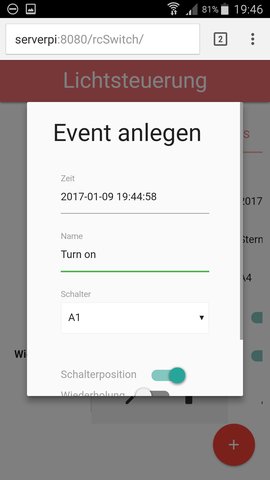 81% 19:46
serverpi:8080/rcSwitch/ 2
Lichtsteuerung
Event anlegen
Zeit
2017-01-09 19:44:58
2017
Name
Turn on
Stern
Schalter
A4
A1
Schalterposition
Wiederholung
+